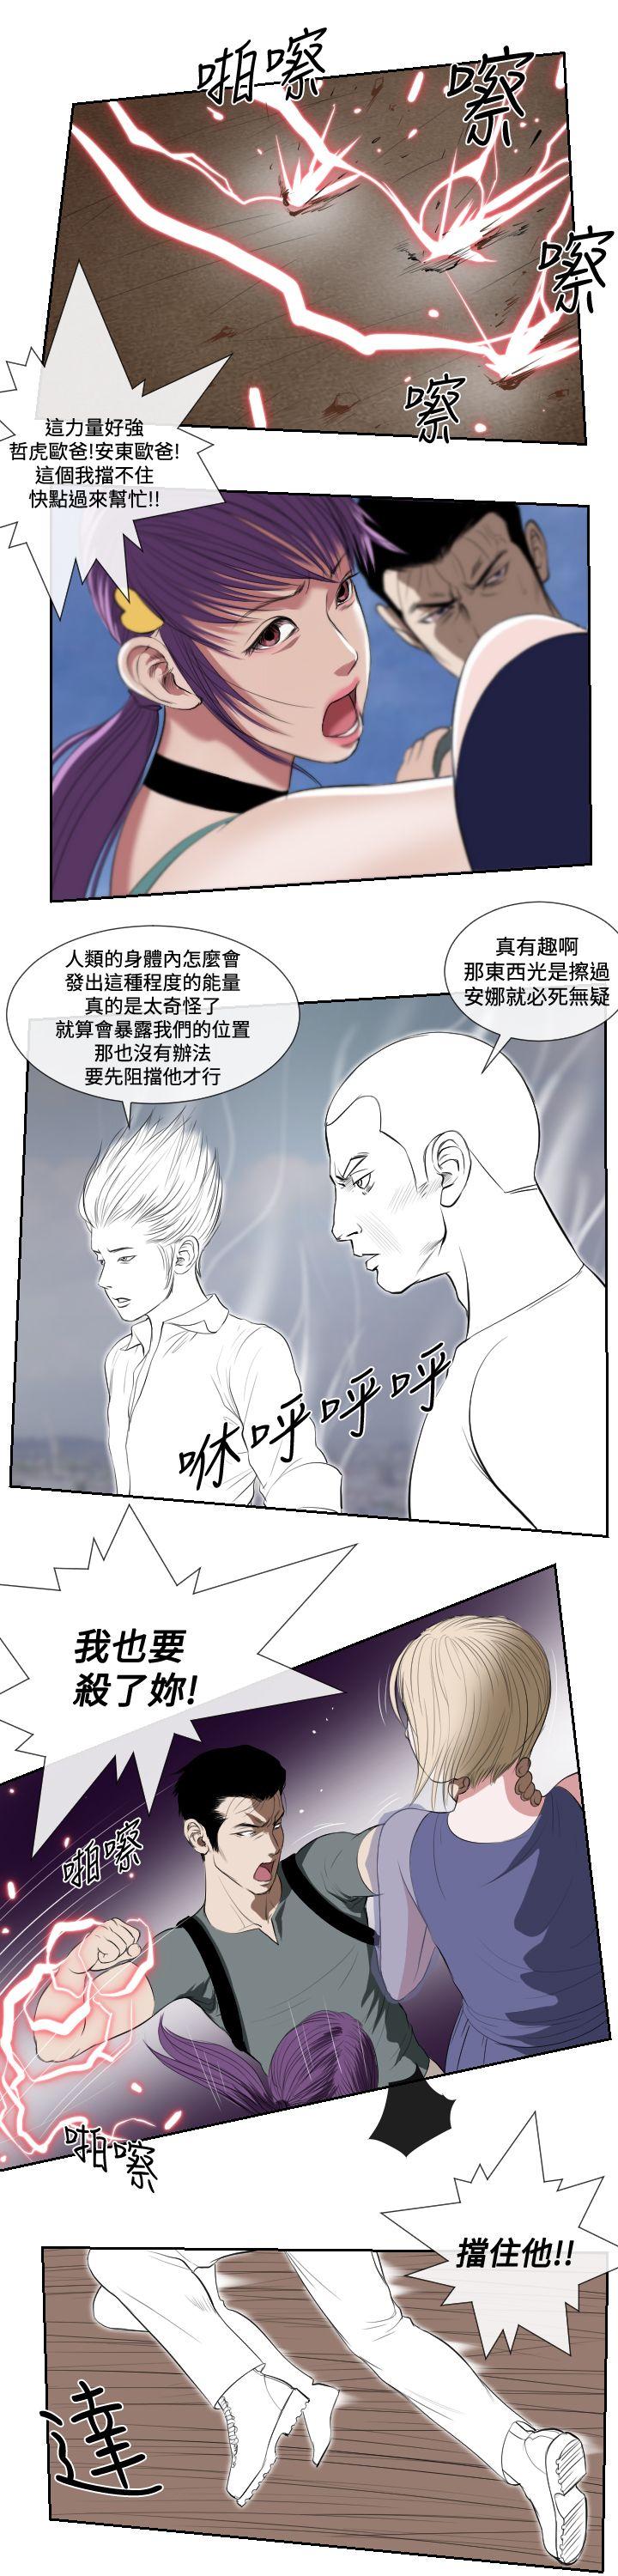 啪嚓
嚓
嚓
嚓
這力量好強
哲虎歐爸!安東歐爸!
這個我擋不住
快點過來幫忙!!
人類的身體內怎麼會
發出這種程度的能量
真的是太奇怪了
就算會暴露我們的位置
那也沒有辦法
要先阻擋他才行
真有趣啊
那東西光是擦過
安娜就必死無疑
咻呼呼呼
我也要
殺了妳!
啪嚓
啪嚓
擋住他!!
達